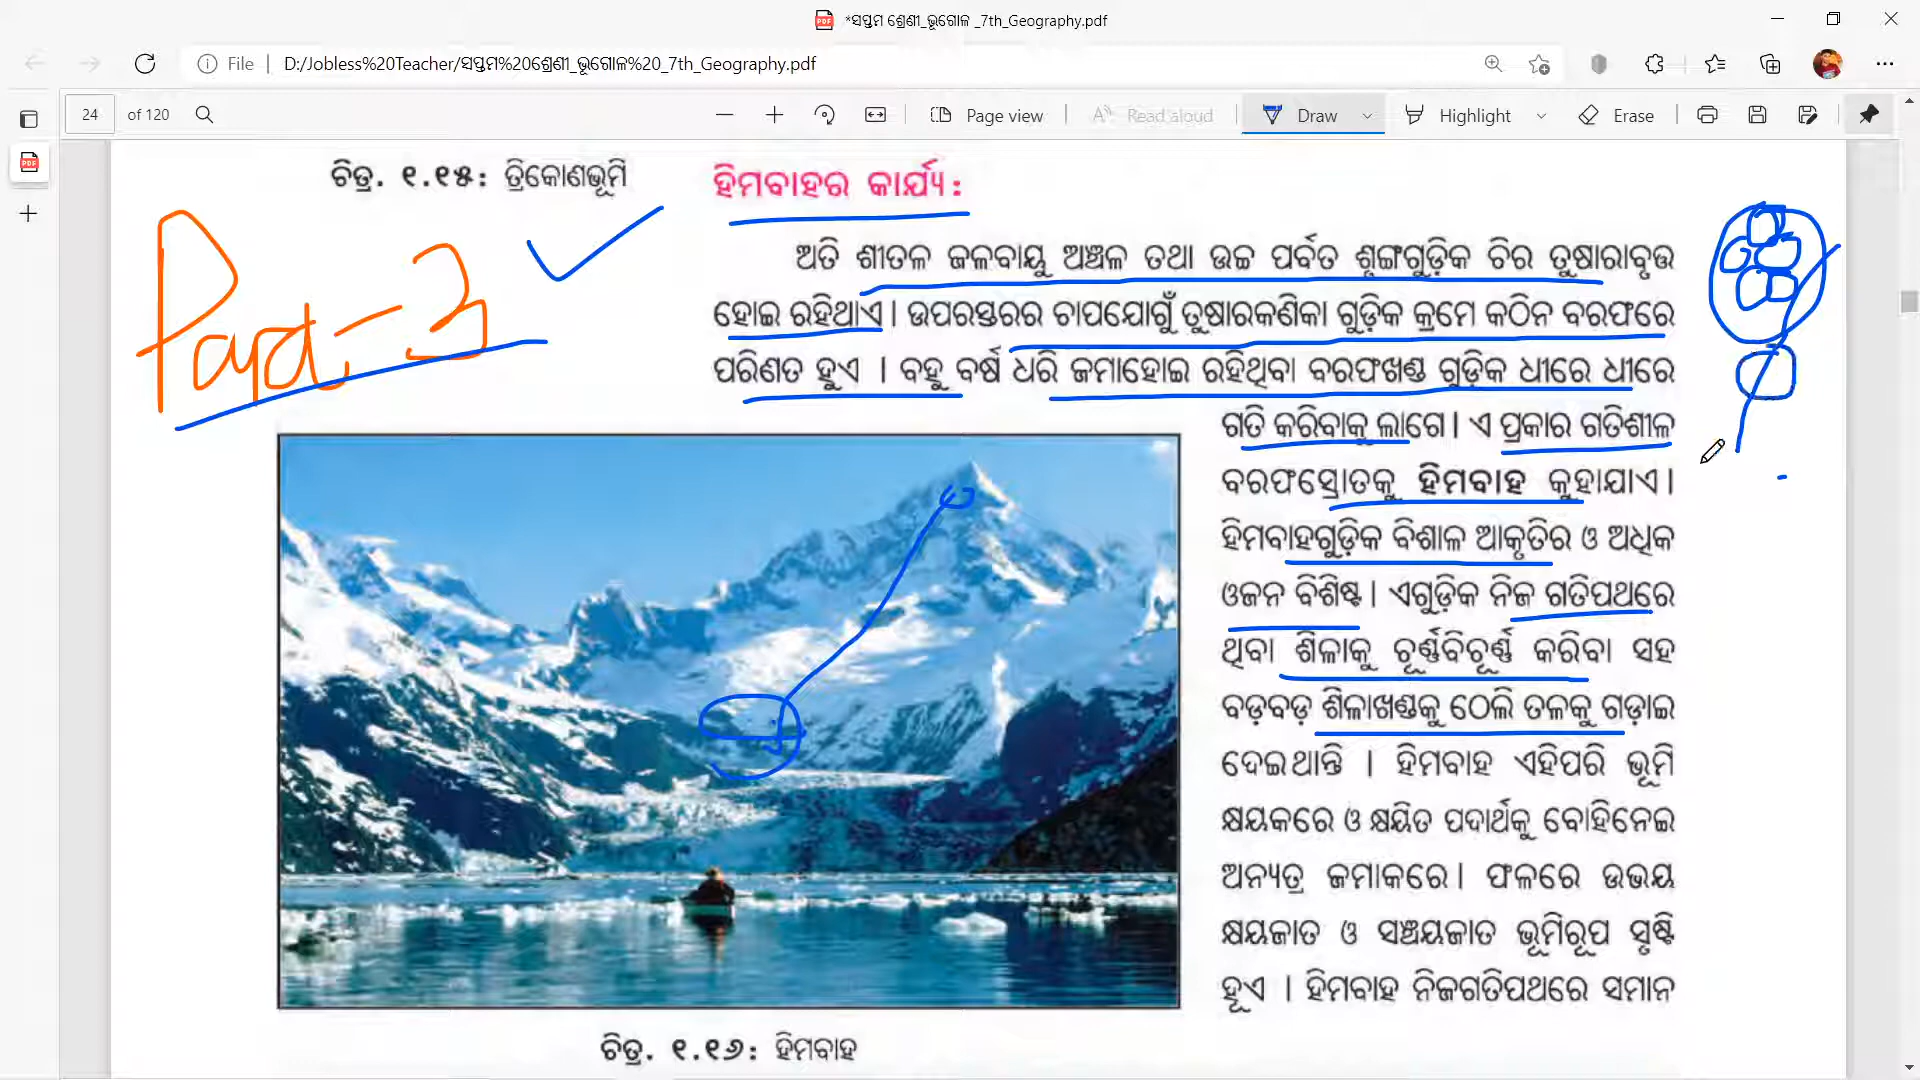 *ସପ୍ତମ ଶ୍ରେଣୀ_ଭୂଗୋଳ _7th_Geography.pdf
File | D:/Jobless%20Teacher/ସପ୍ତମ%20ଶ୍ରେଣୀ_ଭୂଗୋଳ%20_7th_Geography.pdf
24 of 120 Page view Read aloud Draw Highlight Erase
ଚିତ୍ର. ୧.୧୫: ତ୍ରିକୋଣଭୂମି
ହିମବାହର କାର୍ଯ୍ୟ:
ଅତି ଶୀତଳ ଜଳବାୟୁ ଅଞ୍ଚଳ ତଥା ଉଚ୍ଚ ପର୍ବତ ଶୃଙ୍ଗଗୁଡ଼ିକ ଚିର ତୁଷାରାବୃତ୍ତ
ହୋଇ ରହିଥାଏ। ଉପରସ୍ତରର ଚାପଯୋଗୁଁ ତୁଷାରକଣିକା ଗୁଡ଼ିକ କ୍ରମେ କଠିନ ବରଫରେ
ପରିଣତ ହୁଏ । ବହୁ ବର୍ଷ ଧରି ଜମାହୋଇ ରହିଥିବା ବରଫଖଣ୍ଡ ଗୁଡ଼ିକ ଧୀରେ ଧୀରେ
ଗତି କରିବାକୁ ଲାଗେ। ଏ ପ୍ରକାର ଗତିଶୀଳ
ବରଫସ୍ରୋତକୁ ହିମବାହ କୁହାଯାଏ।
ହିମବାହଗୁଡ଼ିକ ବିଶାଳ ଆକୃତିର ଓ ଅଧିକ
ଓଜନ ବିଶିଷ୍ଟ। ଏଗୁଡ଼ିକ ନିଜ ଗତିପଥରେ
ଥିବା ଶିଳାକୁ ଚୂର୍ଣ୍ଣବିଚୂର୍ଣ୍ଣ କରିବା ସହ
ବଡ଼ବଡ଼ ଶିଳାଖଣ୍ଡକୁ ଠେଲି ତଳକୁ ଗଡ଼ାଇ
ଦେଇଥାନ୍ତି । ହିମବାହ ଏହିପରି ଭୂମି
କ୍ଷୟକରେ ଓ କ୍ଷୟିତ ପଦାର୍ଥକୁ ବୋହିନେଇ
ଅନ୍ୟତ୍ର ଜମାକରେ। ଫଳରେ ଉଭୟ
କ୍ଷୟଜାତ ଓ ସଞ୍ଚୟଜାତ ଭୂମିରୂପ ସୃଷ୍ଟି
ହୂଏ । ହିମବାହ ନିଜଗତିପଥରେ ସମାନ
ଚିତ୍ର. ୧.୧୬: ହିମବାହ